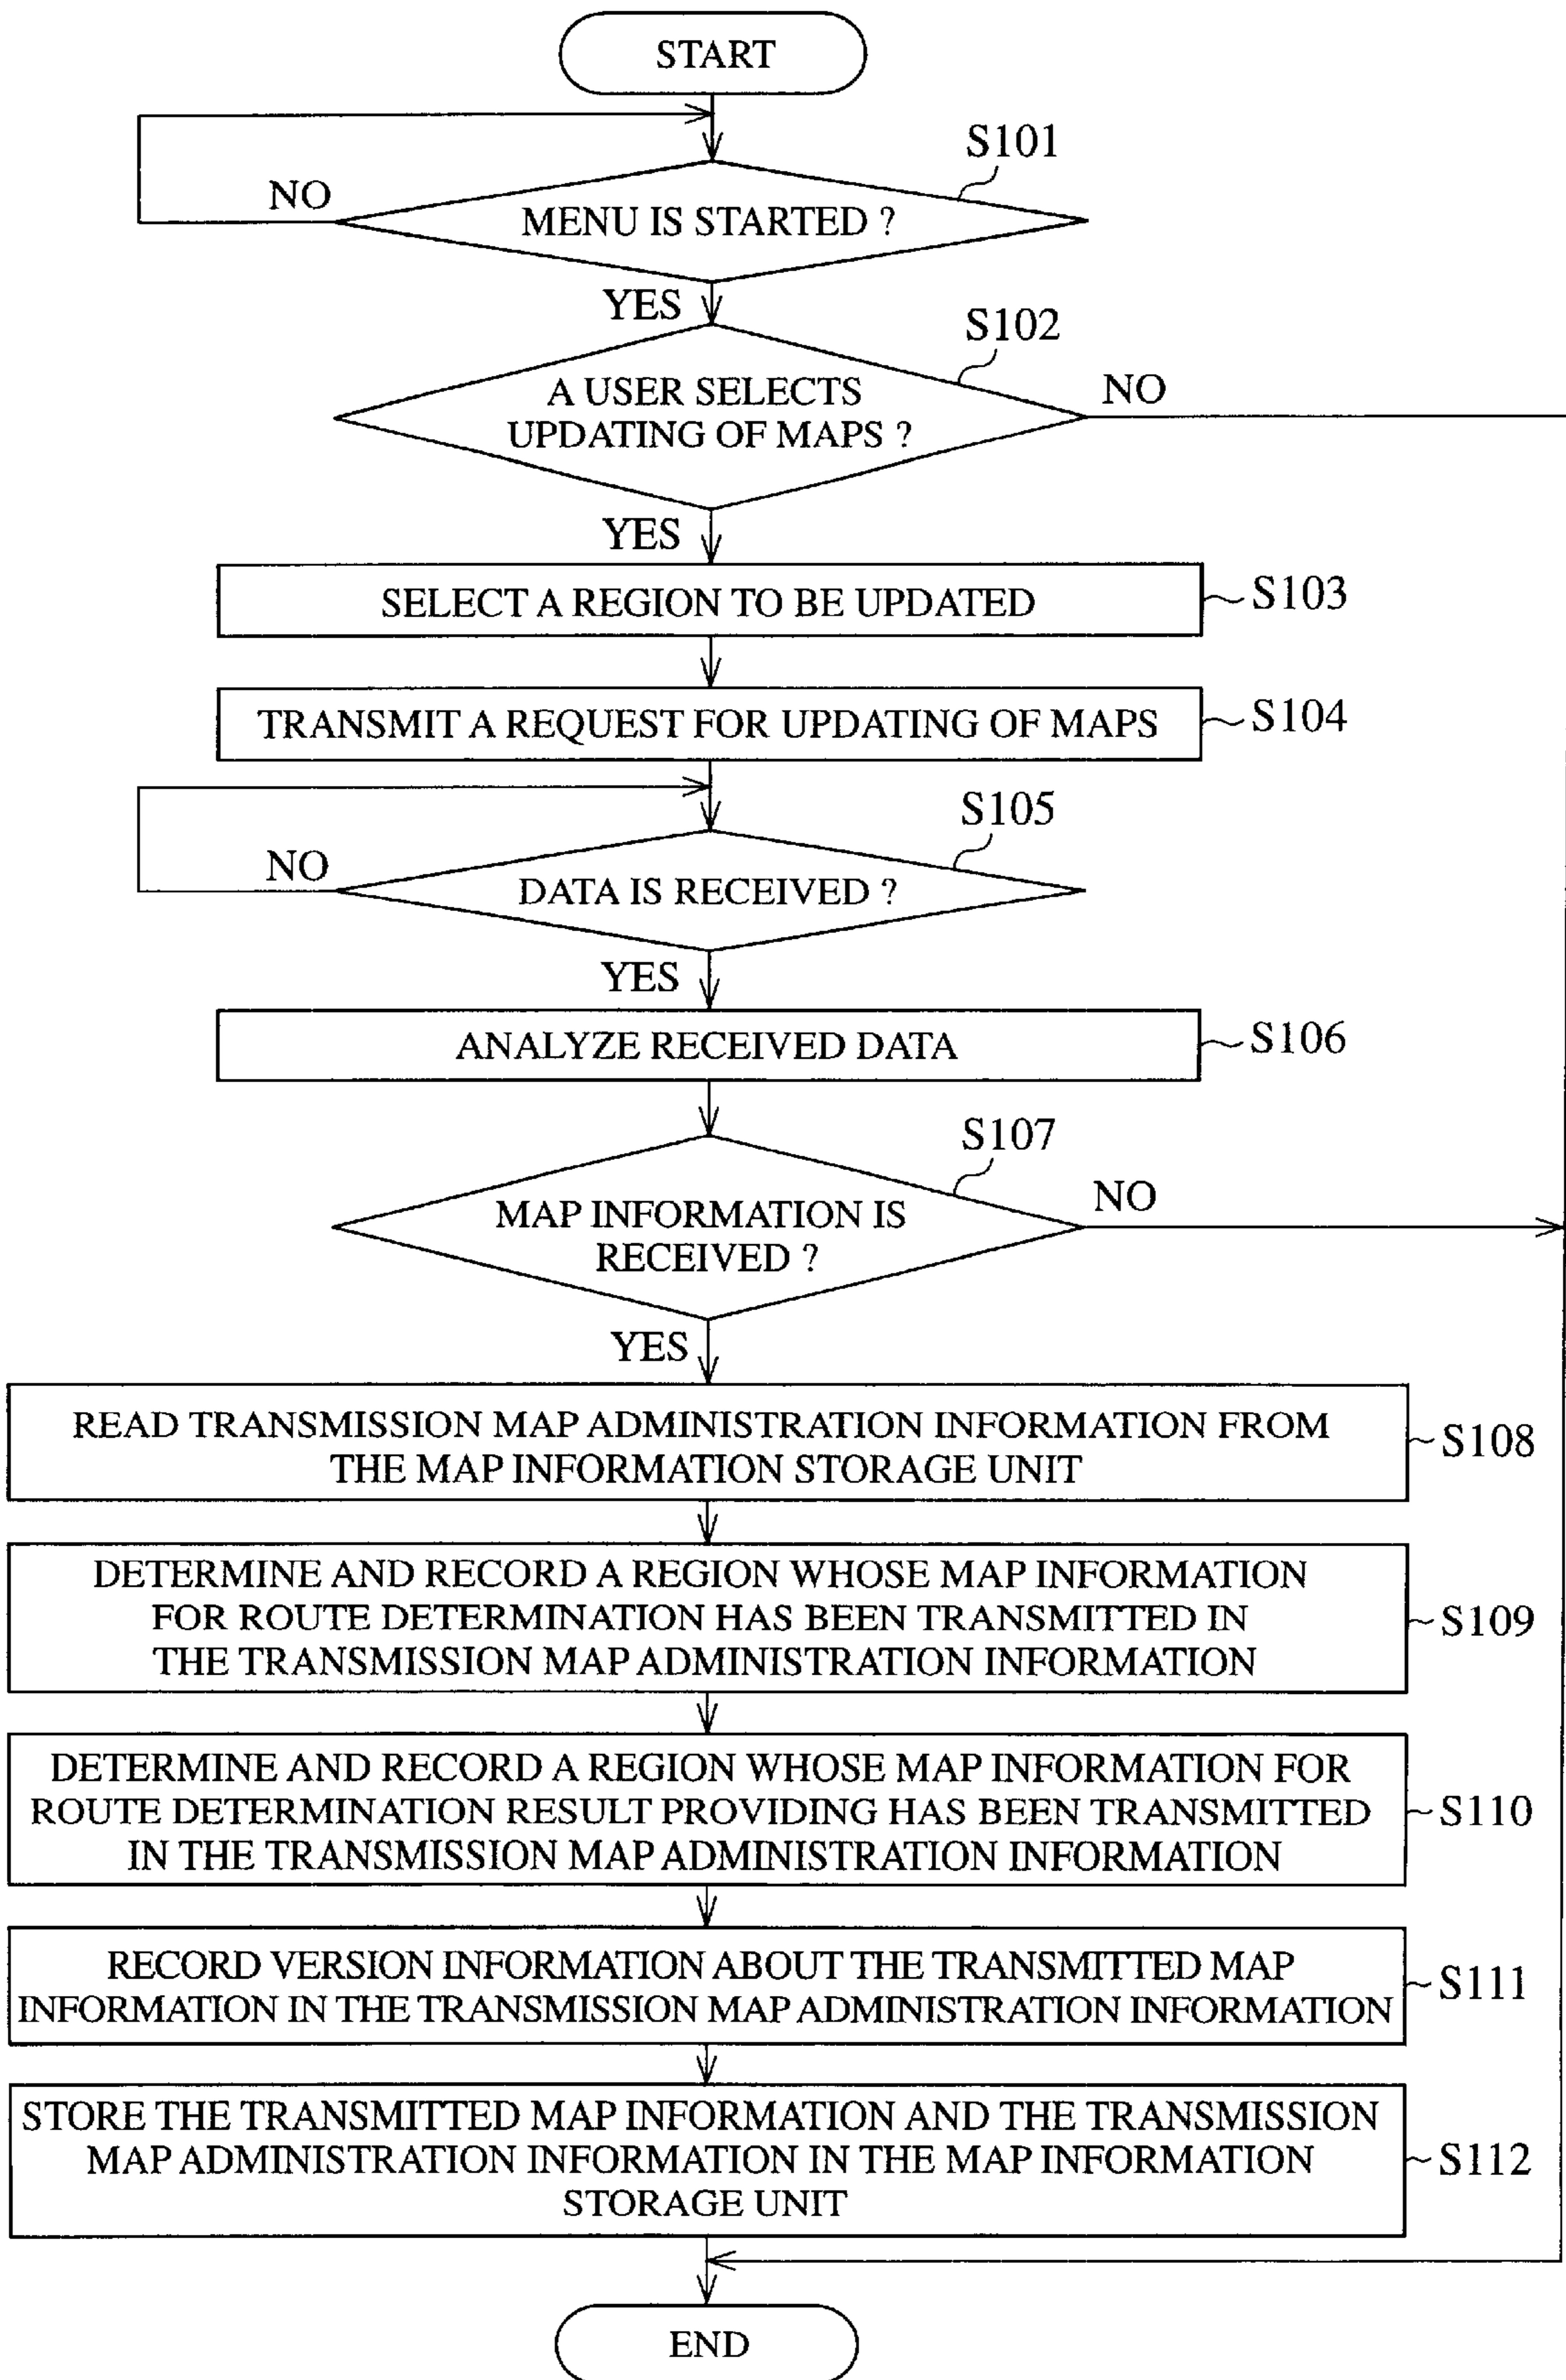 START
S101
NO
MENU IS STARTED ?
YES
S102
A USER SELECTS
UPDATING OF MAPS ?
NO
YES
SELECT A REGION TO BE UPDATED
S103
TRANSMIT A REQUEST FOR UPDATING OF MAPS
S104
S105
NO
DATA IS RECEIVED ?
YES
ANALYZE RECEIVED DATA
S106
S107
MAP INFORMATION IS
RECEIVED ?
NO
YES
READ TRANSMISSION MAP ADMINISTRATION INFORMATION FROM
THE MAP INFORMATION STORAGE UNIT
S108
DETERMINE AND RECORD A REGION WHOSE MAP INFORMATION
FOR ROUTE DETERMINATION HAS BEEN TRANSMITTED IN
THE TRANSMISSION MAP ADMINISTRATION INFORMATION
S109
DETERMINE AND RECORD A REGION WHOSE MAP INFORMATION FOR
ROUTE DETERMINATION RESULT PROVIDING HAS BEEN TRANSMITTED
IN THE TRANSMISSION MAP ADMINISTRATION INFORMATION
S110
RECORD VERSION INFORMATION ABOUT THE TRANSMITTED MAP
INFORMATION IN THE TRANSMISSION MAP ADMINISTRATION INFORMATION
S111
STORE THE TRANSMITTED MAP INFORMATION AND THE TRANSMISSION
MAP ADMINISTRATION INFORMATION IN THE MAP INFORMATION
STORAGE UNIT
S112
END